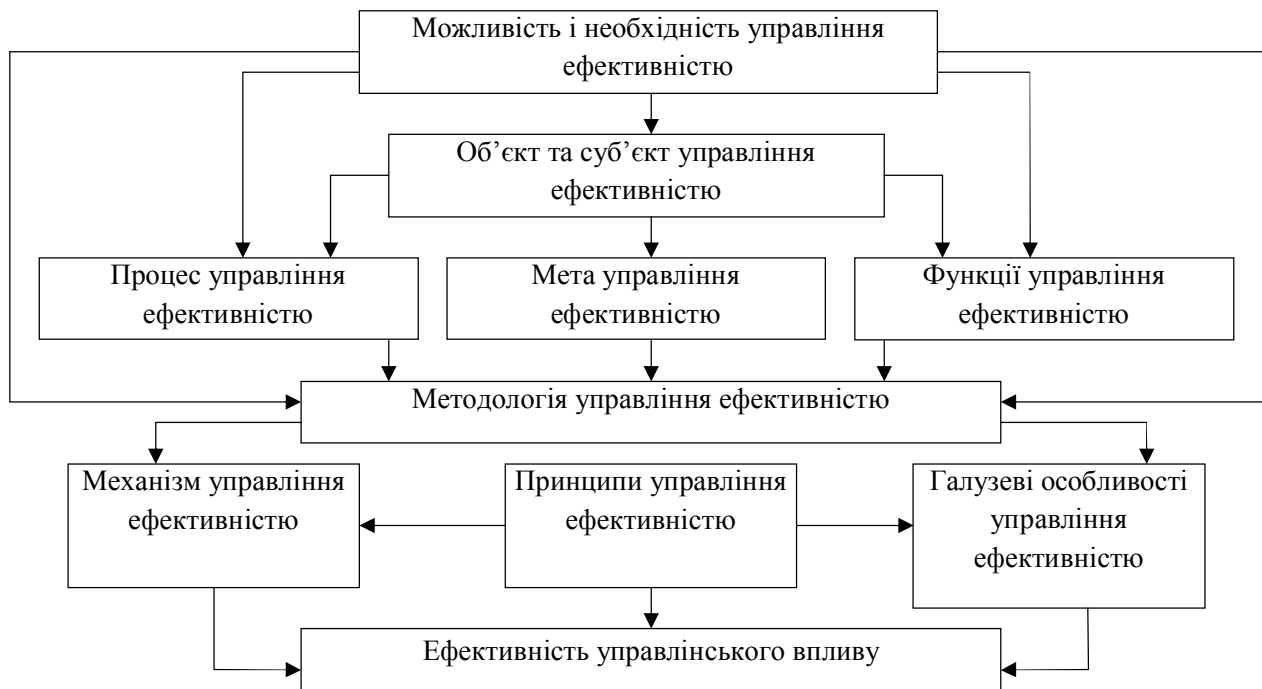 Можливість і необхідність управління
ефективністю
Об’єкт та суб’єкт управління
ефективністю
Процес управління
ефективністю
Мета управління
ефективністю
Функції управління
ефективністю
Методологія управління ефективністю
Механізм управління
ефективністю
Принципи управління
ефективністю
Галузеві особливості
управління
ефективністю
Ефективність управлінського впливу